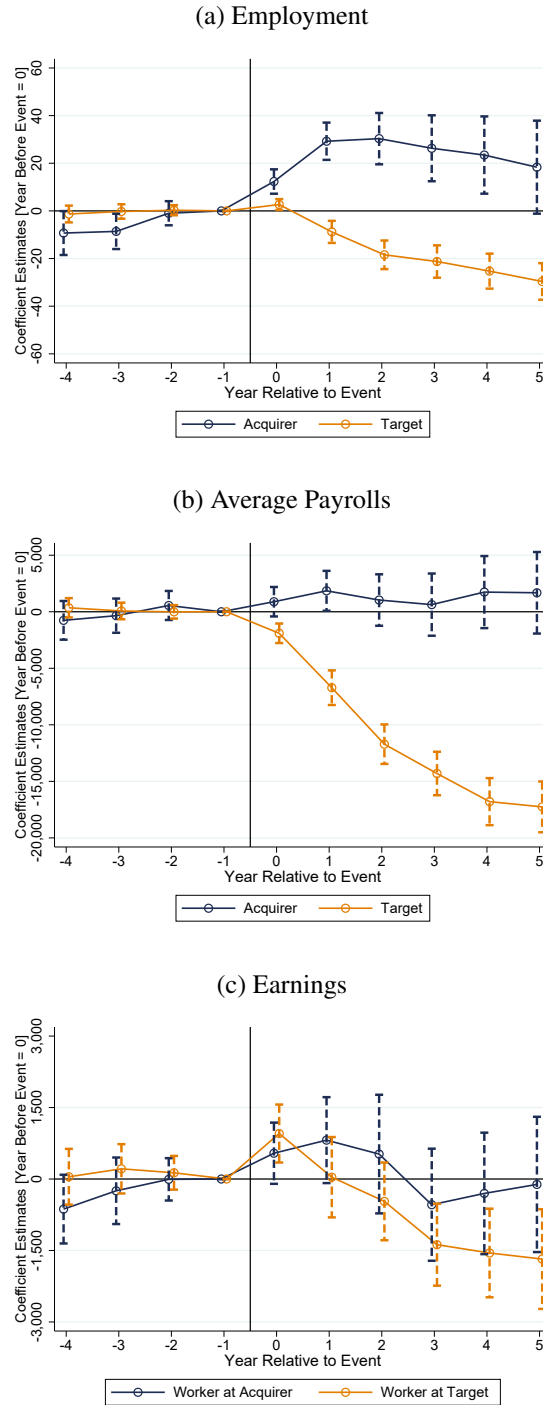 (a) Employment
Coefficient Estimates [Year Before Event = 0]
60
40
20
0
-20
-40
-60
-4 -3 -2 -1 0 1 2 3 4 5
Year Relative to Event
Acquirer Target
(b) Average Payrolls
Coefficient Estimates [Year Before Event = 0]
5,000
0
-5,000
-10,000
-15,000
-20,000
-4 -3 -2 -1 0 1 2 3 4 5
Year Relative to Event
Acquirer Target
(c) Earnings
Coefficient Estimates [Year Before Event = 0]
3,000
1,500
0
-1,500
-3,000
-4 -3 -2 -1 0 1 2 3 4 5
Year Relative to Event
Worker at Acquirer Worker at Target